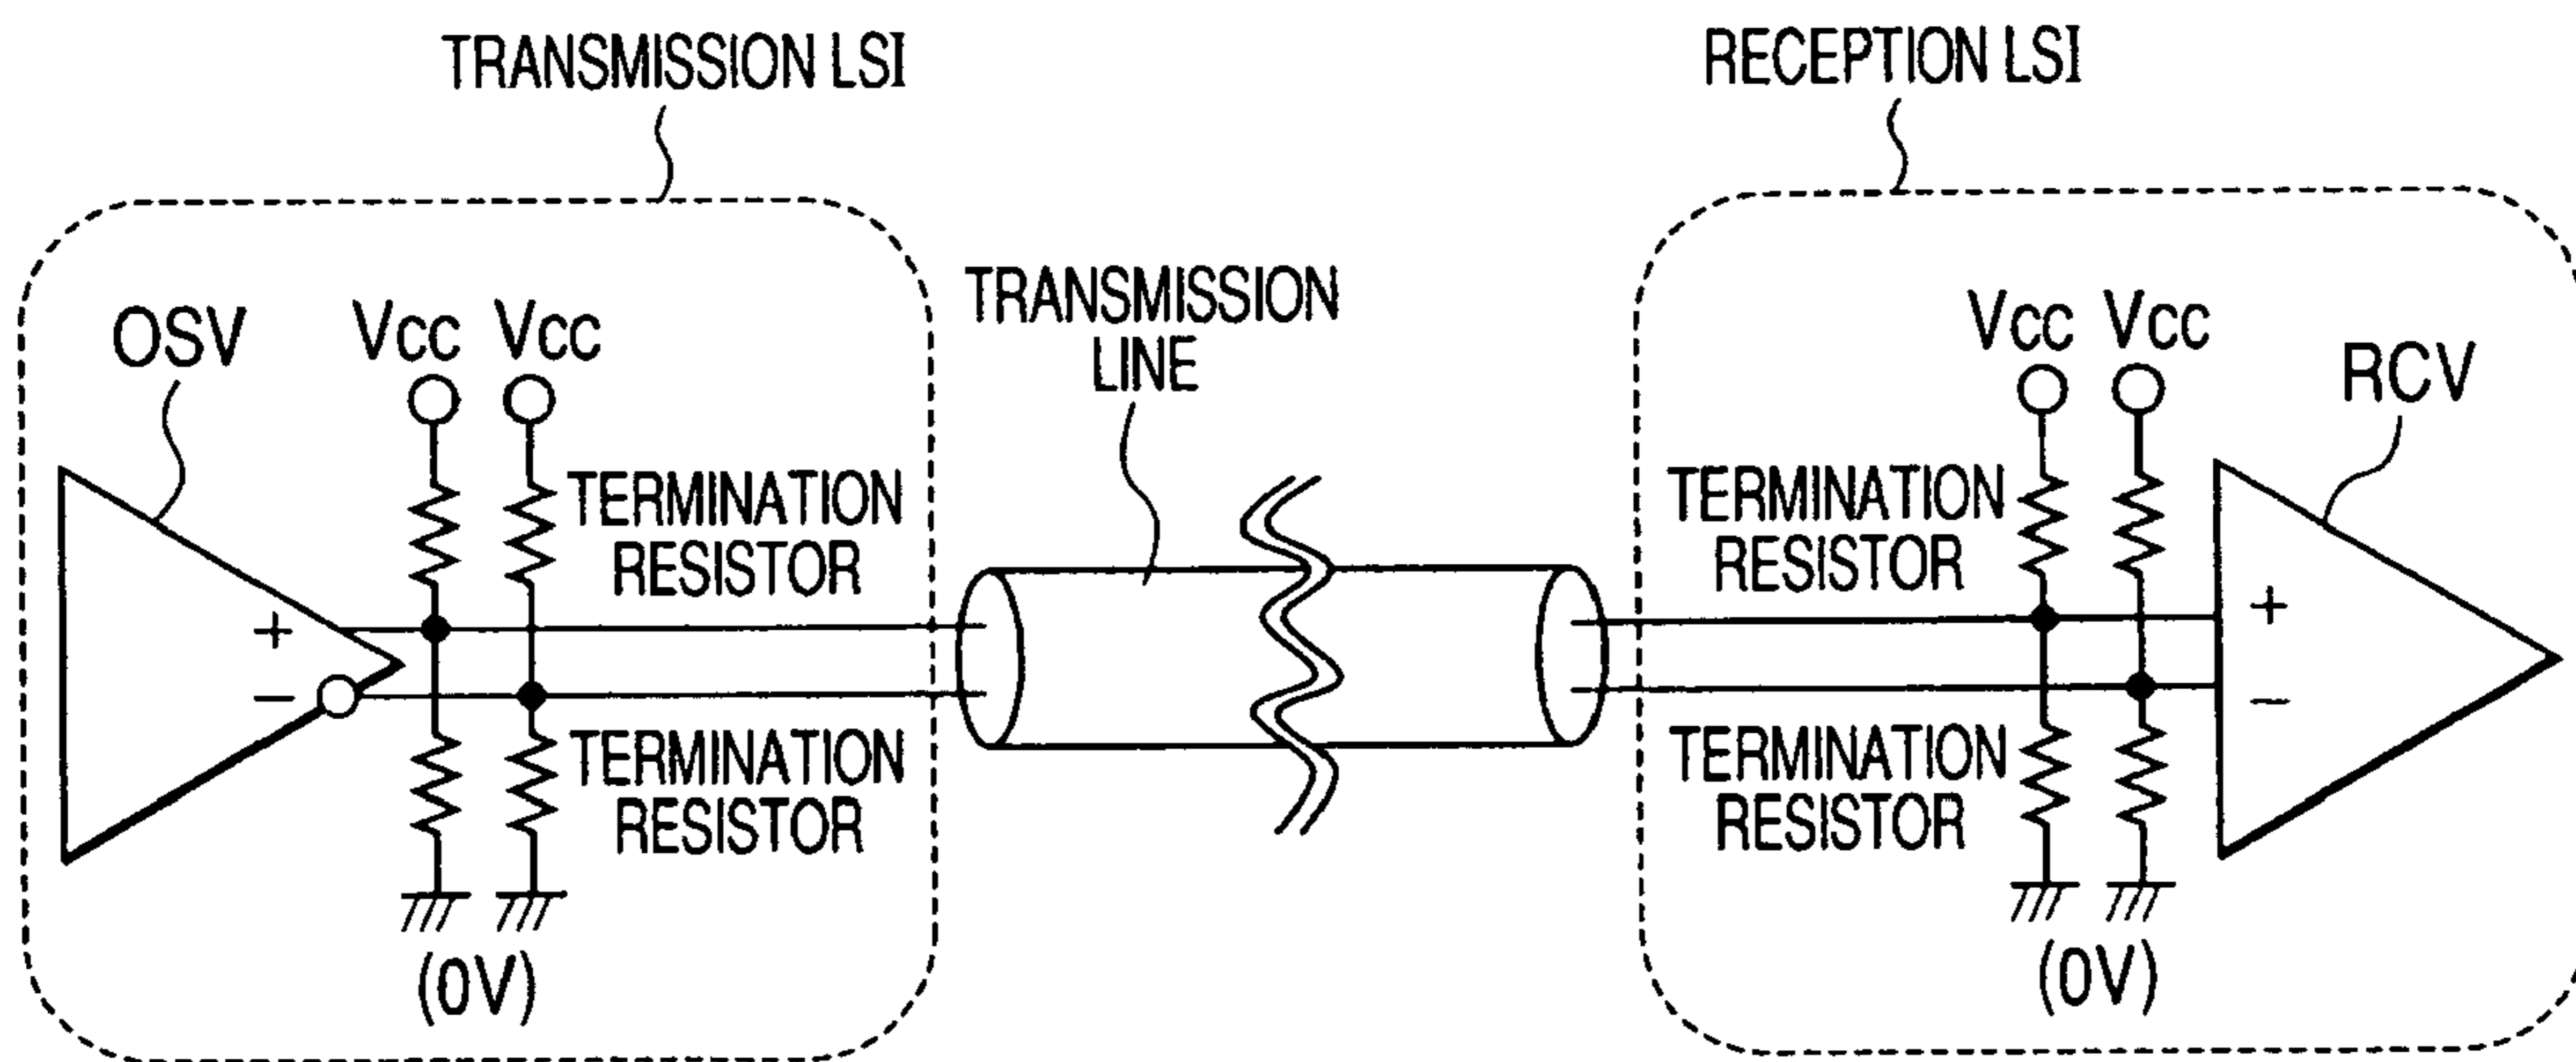 TRANSMISSION LSI
RECEPTION LSI
TRANSMISSION
LINE
OSV
Vcc Vcc
Vcc Vcc
RCV
TERMINATION
RESISTOR
TERMINATION
RESISTOR
+
−
+
−
TERMINATION
RESISTOR
TERMINATION
RESISTOR
(0V)
(0V)